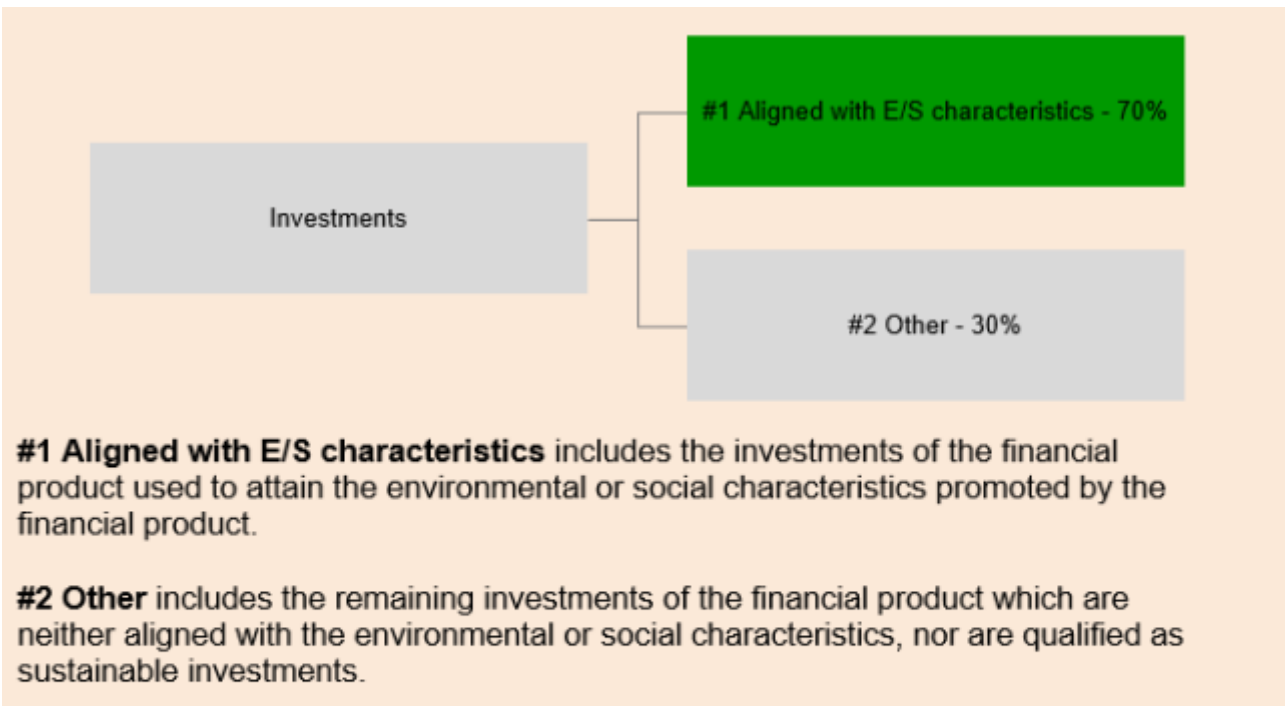 #1 Aligned with E/S characteristics - 70%
Investments
#2 Other - 30%
#1 Aligned with E/S characteristics includes the investments of the financial
product used to attain the environmental or social characteristics promoted by the
financial product.
#2 Other includes the remaining investments of the financial product which are
neither aligned with the environmental or social characteristics, nor are qualified as
sustainable investments.